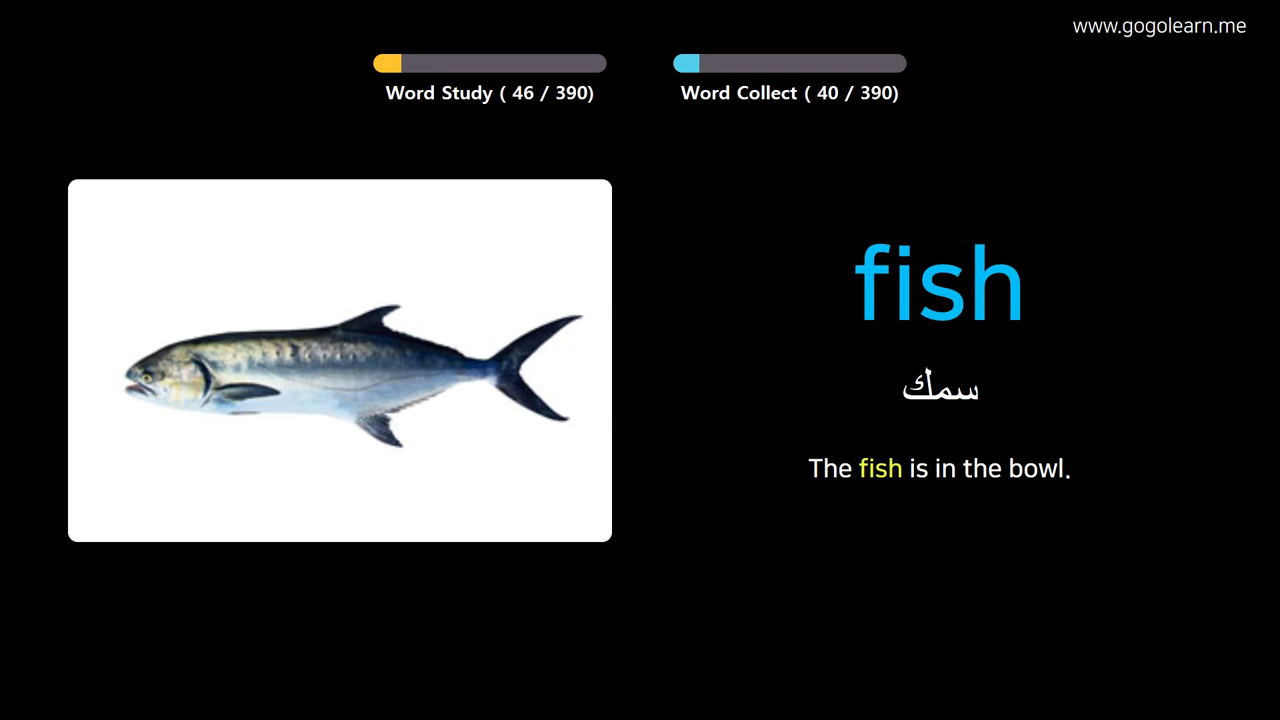 www.gogolearn.me
Word Study ( 46 / 390)
Word Collect ( 40 / 390)
fish
سمك
The fish is in the bowl.